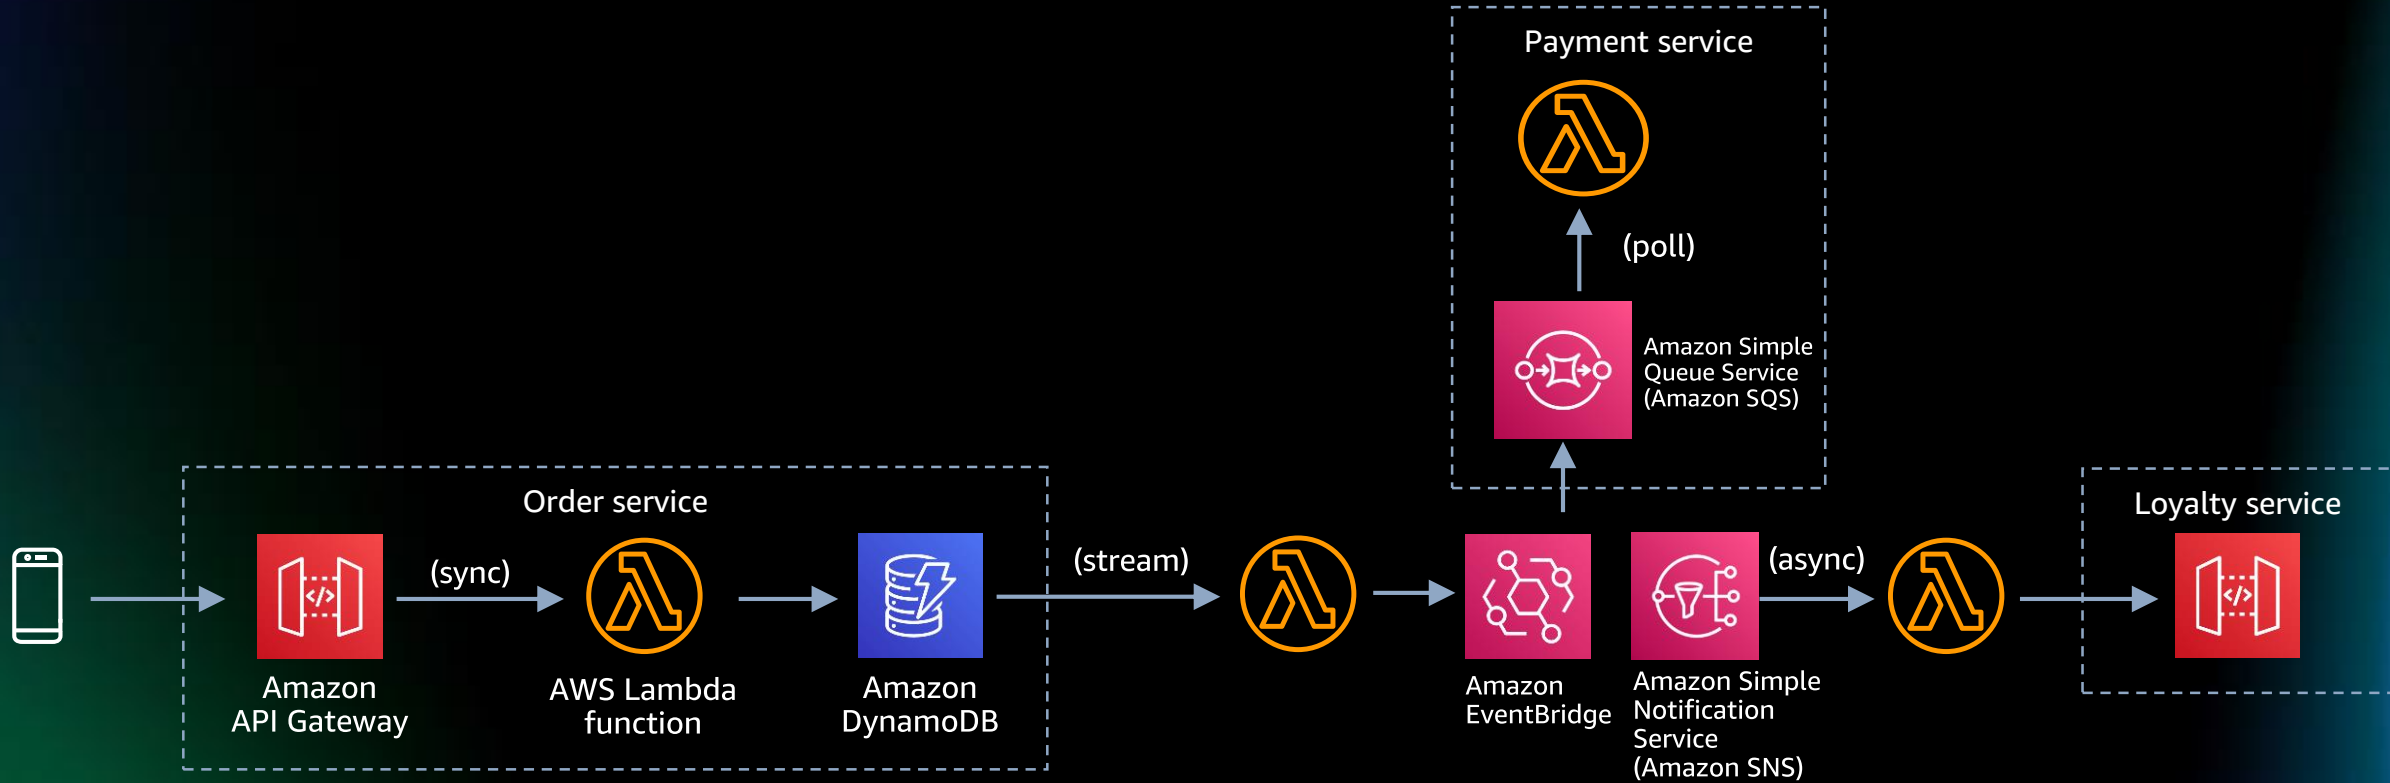 Payment service
(poll)
Amazon Simple
Queue Service
(Amazon SQS)
Order service
(sync)
</>
Amazon
API Gateway
AWS Lambda
function
Amazon
DynamoDB
(stream)
Amazon
EventBridge
Amazon Simple
Notification
Service
(Amazon SNS)
(async)
Loyalty service
</>